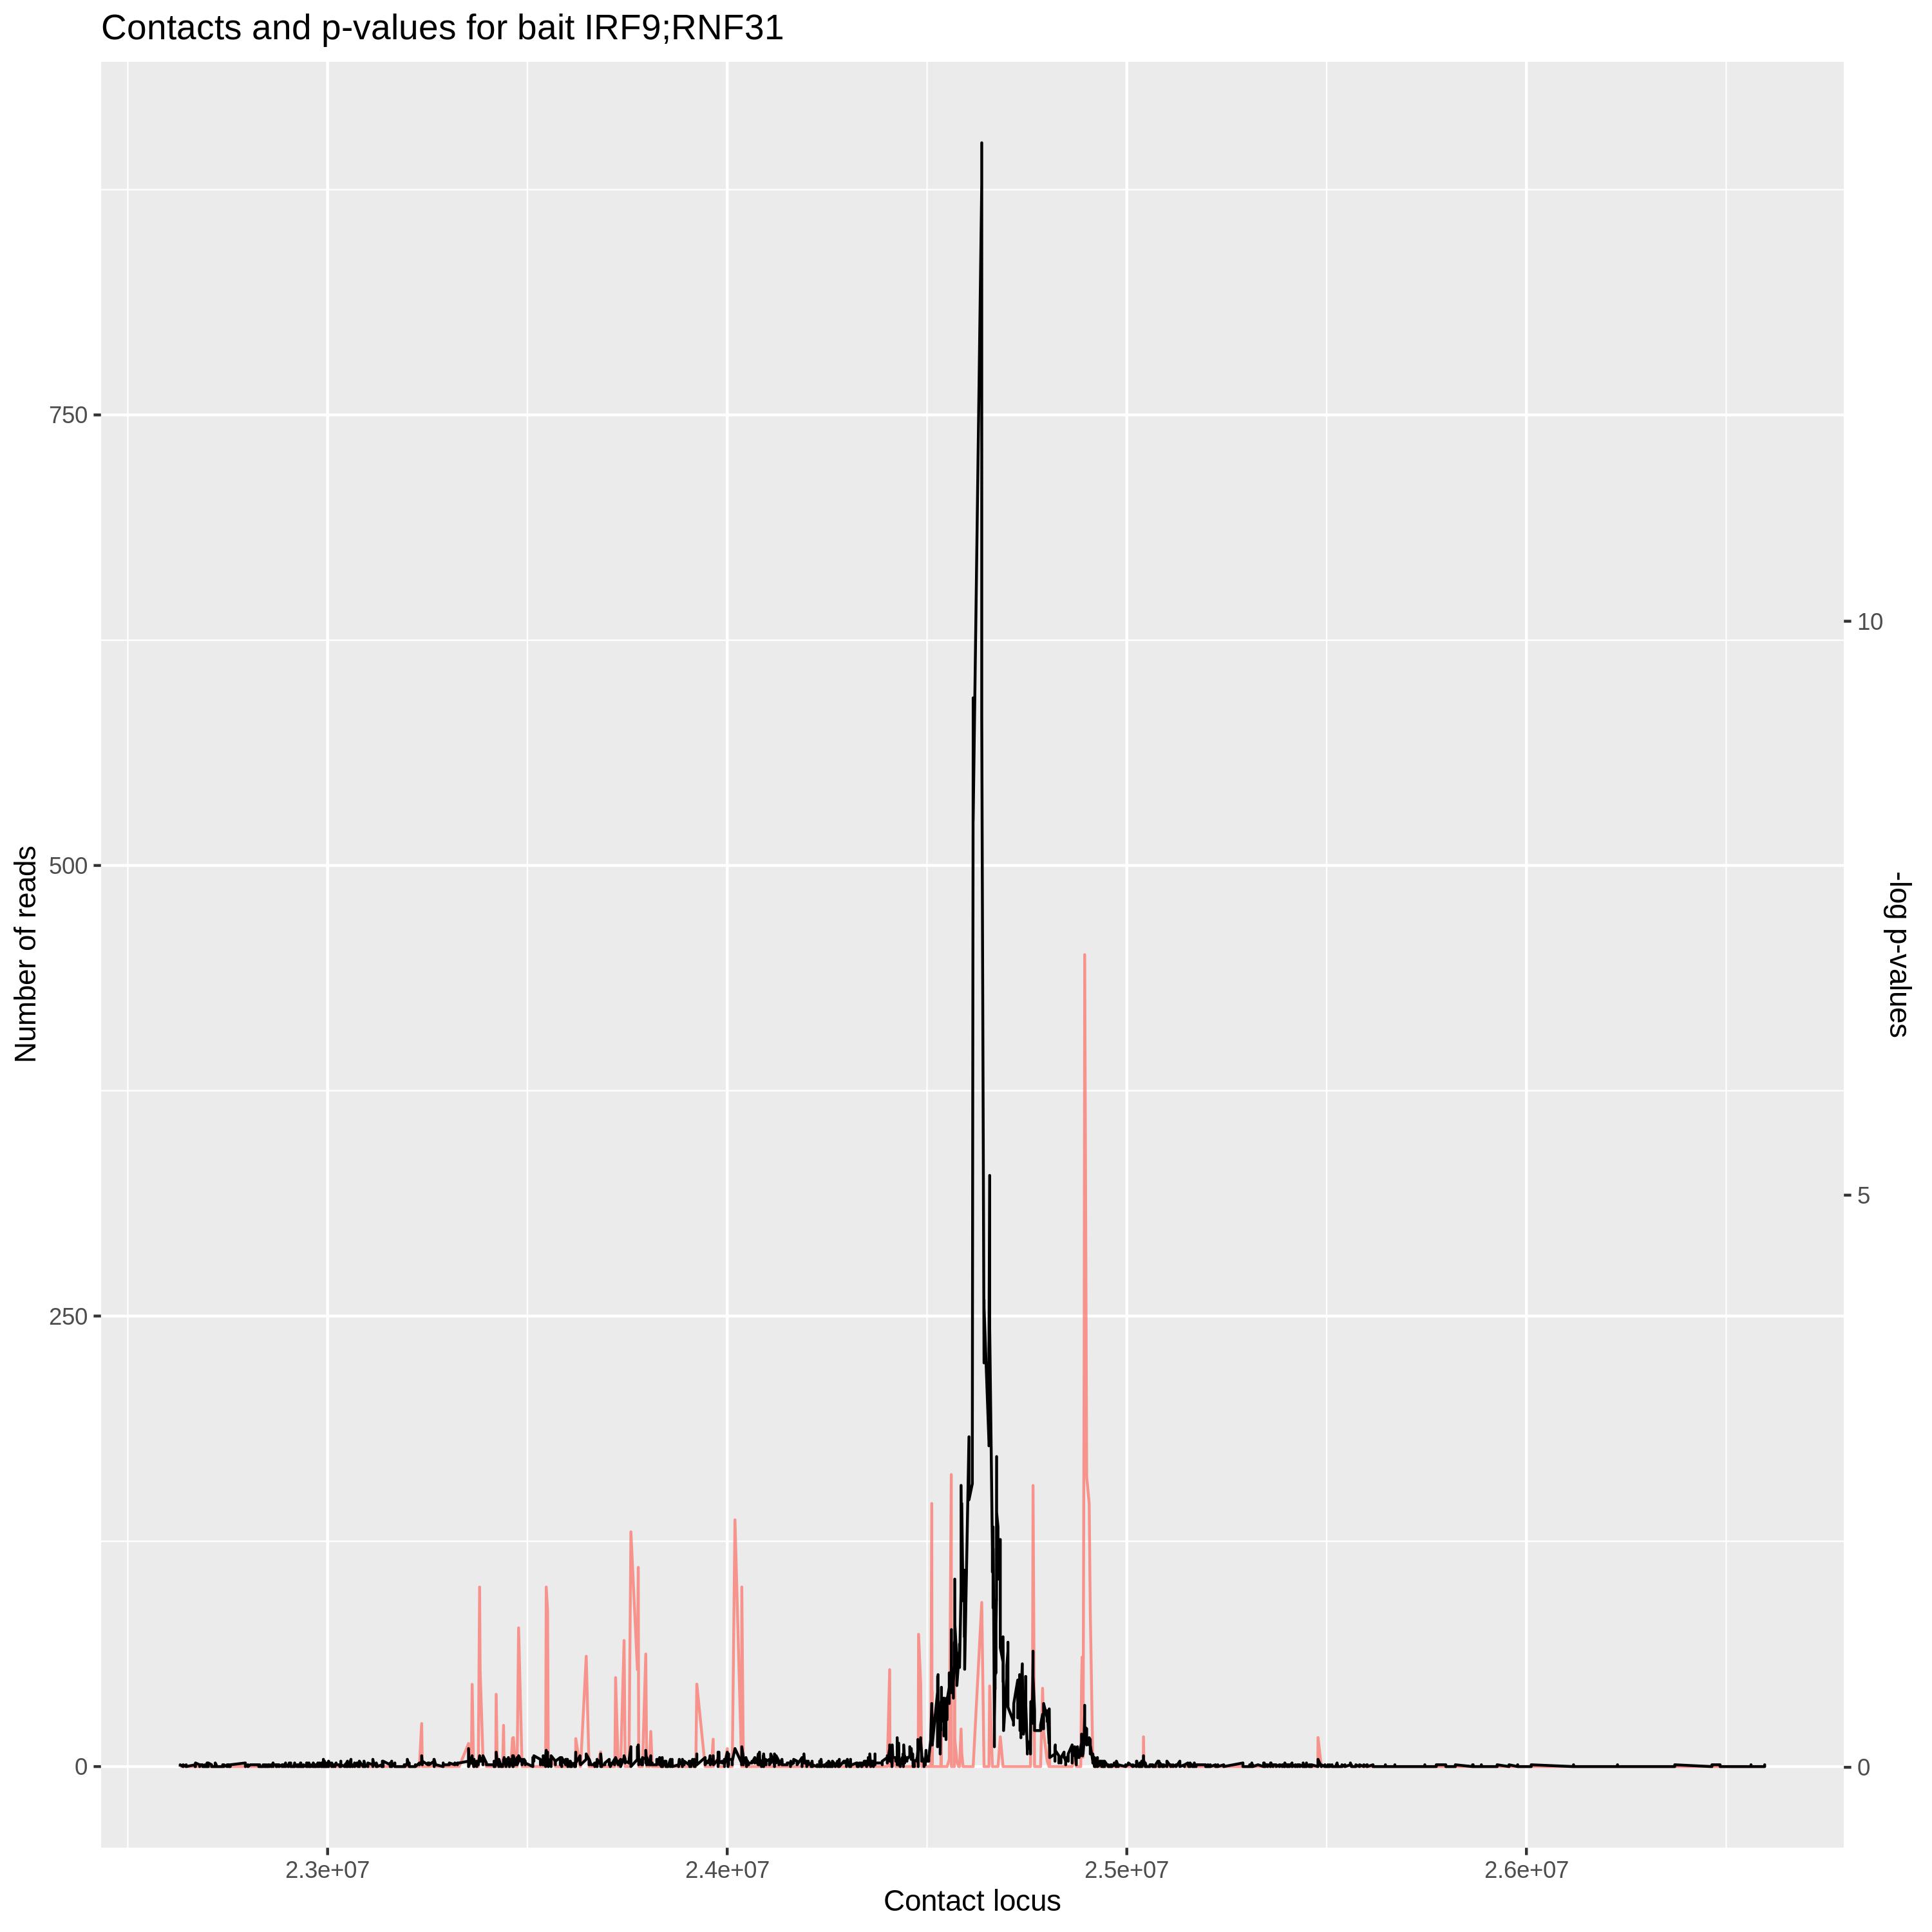 Contacts and p-values for bait IRF9;RNF31
750
500
250
0
Number of reads
10
5
0
-log p-values
2.3e+07
2.4e+07
2.5e+07
2.6e+07
Contact locus